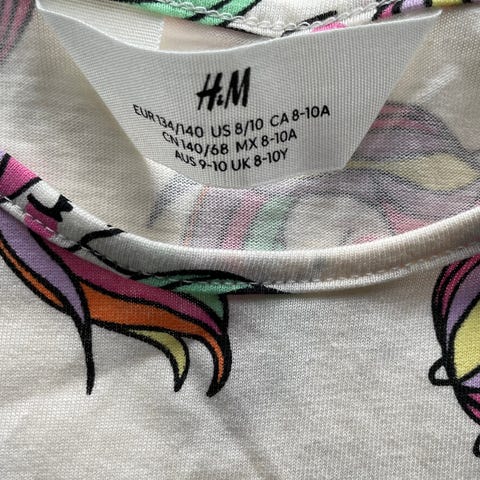 H&M
EUR 134/140 US 8/10 CA 8-10A
CN 140/68 MX 8-10A
AUS 9-10 UK 8-10Y